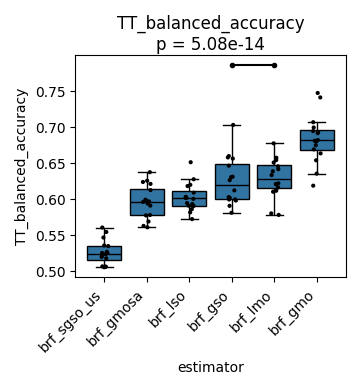 TT_balanced_accuracy
p = 5.08e-14
TT_balanced_accuracy
0.75
0.70
0.65
0.60
0.55
0.50
brf_sgso_us
brf_gmosa
brf_lso
brf_gso
brf_lmo
brf_gmo
estimator